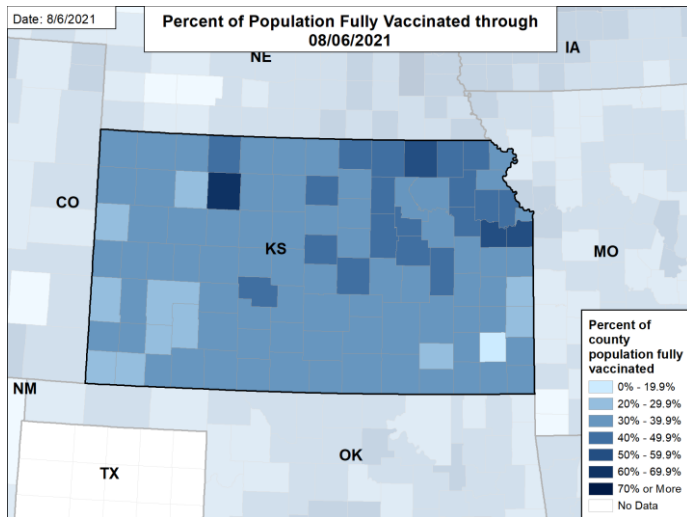 Date: 8/6/2021
Percent of Population Fully Vaccinated through
08/06/2021
NE
IA
CO
KS
MO
NM
TX
OK
Percent of
county
population fully
vaccinated
0% - 19.9%
20% - 29.9%
30% - 39.9%
40% - 49.9%
50% - 59.9%
60% - 69.9%
70% or More
No Data